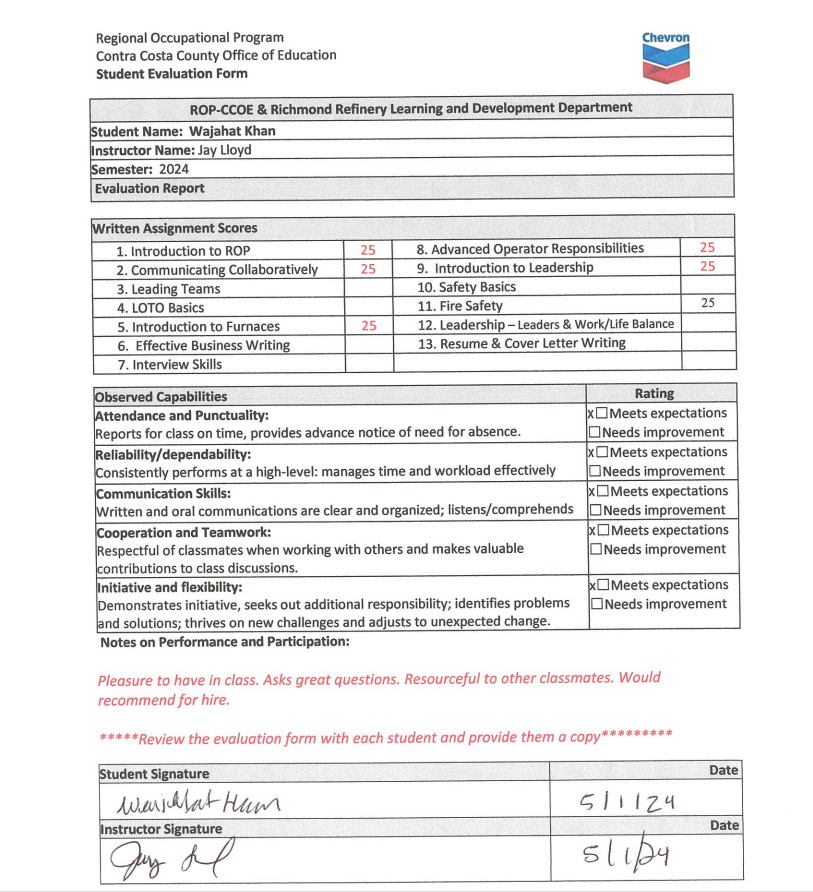 Regional Occupational Program
Contra Costa County Office of Education
Student Evaluation Form
Chevron
ROP-CCOE & Richmond Refinery Learning and Development Department
Student Name: Wajahat Khan
Instructor Name: Jay Lloyd
Semester: 2024
Evaluation Report
Written Assignment Scores
1. Introduction to ROP 25 8. Advanced Operator Responsibilities 25
2. Communicating Collaboratively 25 9. Introduction to Leadership 25
3. Leading Teams 10. Safety Basics
4. LOTO Basics 11. Fire Safety 25
5. Introduction to Furnaces 25 12. Leadership – Leaders & Work/Life Balance
6. Effective Business Writing 13. Resume & Cover Letter Writing
7. Interview Skills
Observed Capabilities Rating
Attendance and Punctuality: x☐Meets expectations
Reports for class on time, provides advance notice of need for absence. ☐Needs improvement
Reliability/dependability: x☐Meets expectations
Consistently performs at a high-level: manages time and workload effectively ☐Needs improvement
Communication Skills: x☐Meets expectations
Written and oral communications are clear and organized; listens/comprehends ☐Needs improvement
Cooperation and Teamwork: x☐Meets expectations
Respectful of classmates when working with others and makes valuable ☐Needs improvement
contributions to class discussions.
Initiative and flexibility: x☐Meets expectations
Demonstrates initiative, seeks out additional responsibility; identifies problems ☐Needs improvement
and solutions; thrives on new challenges and adjusts to unexpected change.
Notes on Performance and Participation:
Pleasure to have in class. Asks great questions. Resourceful to other classmates. Would
recommend for hire.
*****Review the evaluation form with each student and provide them a copy*********
Student Signature Date
5/1/24
Instructor Signature Date
5/1/24